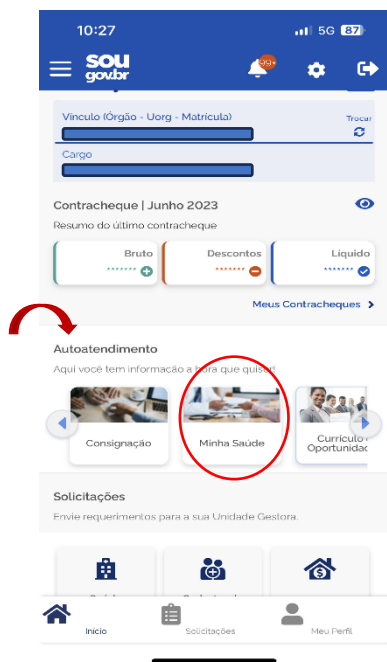 10:27
5G 87
sou
gov.br
99+
Vínculo (Órgão - Uorg - Matrícula)
Trocar
Cargo
Contracheque | Junho 2023
Resumo do último contracheque
Bruto
Descontos
Líquido
*******
*******
*******
Meus Contracheques
Autoatendimento
Aqui você tem informação a hora que quiser!
Consignação
Minha Saúde
Currículo
Solicitações
Envie requerimentos para a sua Unidade Gestora.
Início
Solicitações
Meu Perfil